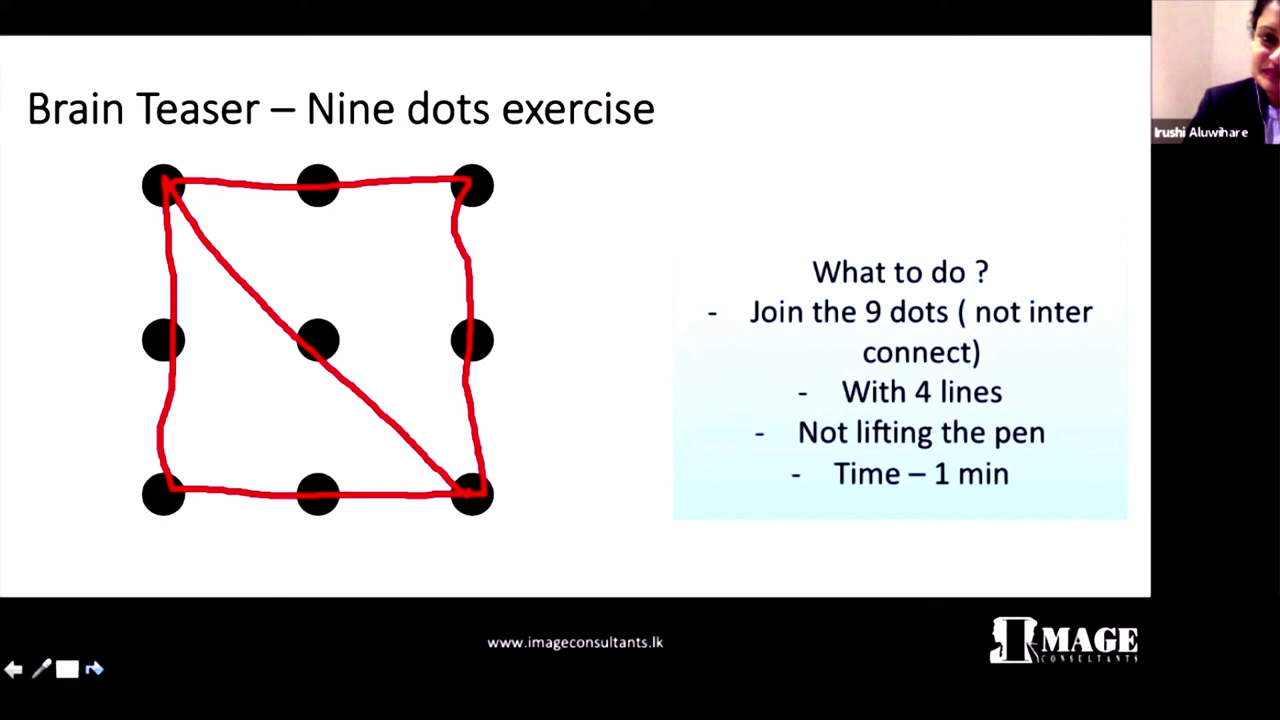 Brain Teaser – Nine dots exercise
Irushi Aluwihare
What to do ?
- Join the 9 dots ( not inter
connect)
- With 4 lines
- Not lifting the pen
- Time – 1 min
www.imageconsultants.lk
IMAGE
CONSULTANTS